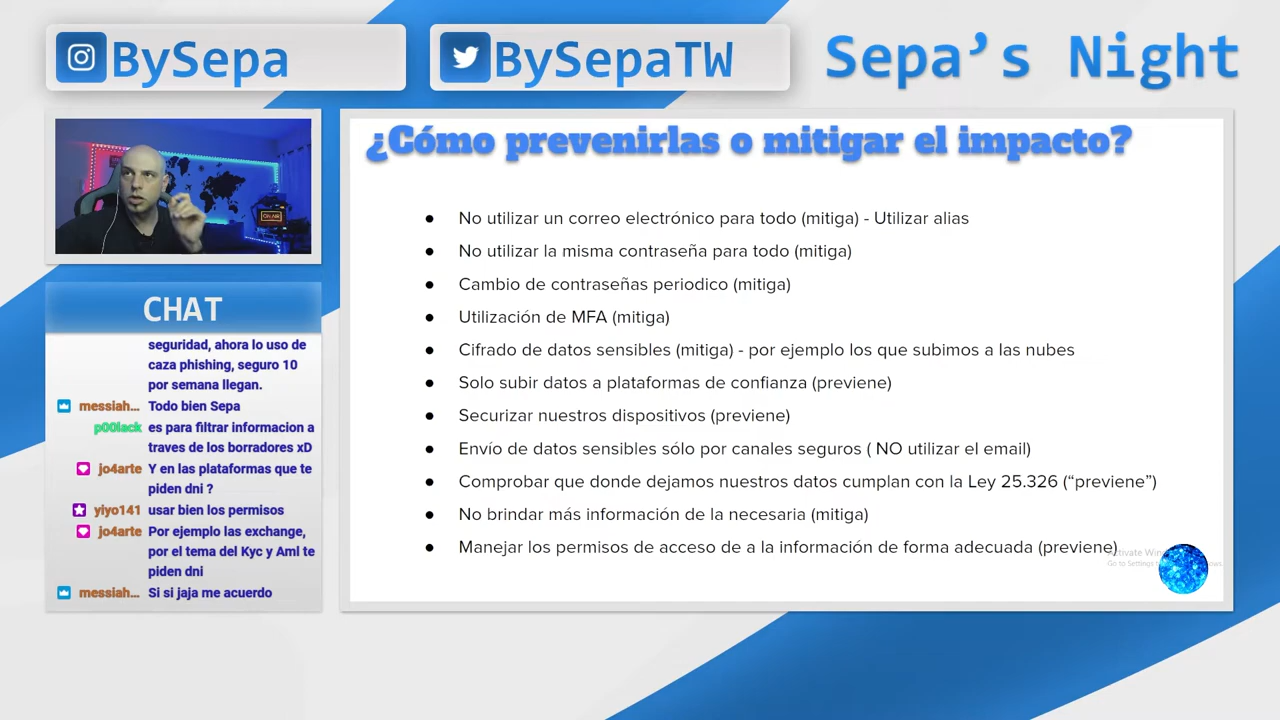 BySepa
BySepaTW
Sepa's Night
¿Cómo prevenirlas o mitigar el impacto?
● No utilizar un correo electrónico para todo (mitiga) - Utilizar alias
● No utilizar la misma contraseña para todo (mitiga)
● Cambio de contraseñas periodico (mitiga)
● Utilización de MFA (mitiga)
● Cifrado de datos sensibles (mitiga) - por ejemplo los que subimos a las nubes
● Solo subir datos a plataformas de confianza (previene)
● Securizar nuestros dispositivos (previene)
● Envío de datos sensibles sólo por canales seguros ( NO utilizar el email)
● Comprobar que donde dejamos nuestros datos cumplan con la Ley 25.326 (“previene”)
● No brindar más información de la necesaria (mitiga)
● Manejar los permisos de acceso de a la información de forma adecuada (previene)
CHAT
seguridad, ahora lo uso de
caza phishing, seguro 10
por semana llegan.
messiah... Todo bien Sepa
p00lack es para filtrar informacion a
traves de los borradores xD
jo4arte Y en las plataformas que te
piden dni ?
yiyo141 usar bien los permisos
jo4arte Por ejemplo las exchange,
por el tema del Kyc y Aml te
piden dni
messiah... Si si jaja me acuerdo
Activate Win
Go to Settings